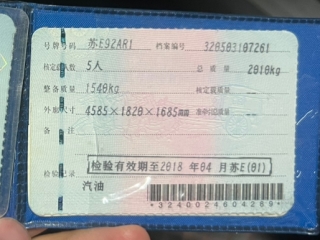 号牌号码 苏E92AR1 档案编号 320503107261
核定载人数 5人 总质量 2010kg
整备质量 1540kg 核定载质量 --
外廓尺寸 4585×1820×1685mm 准牵引总质量 --
备注
检验有效期至2018年04月苏E(01)
检验记录
汽油
*3240024604289*